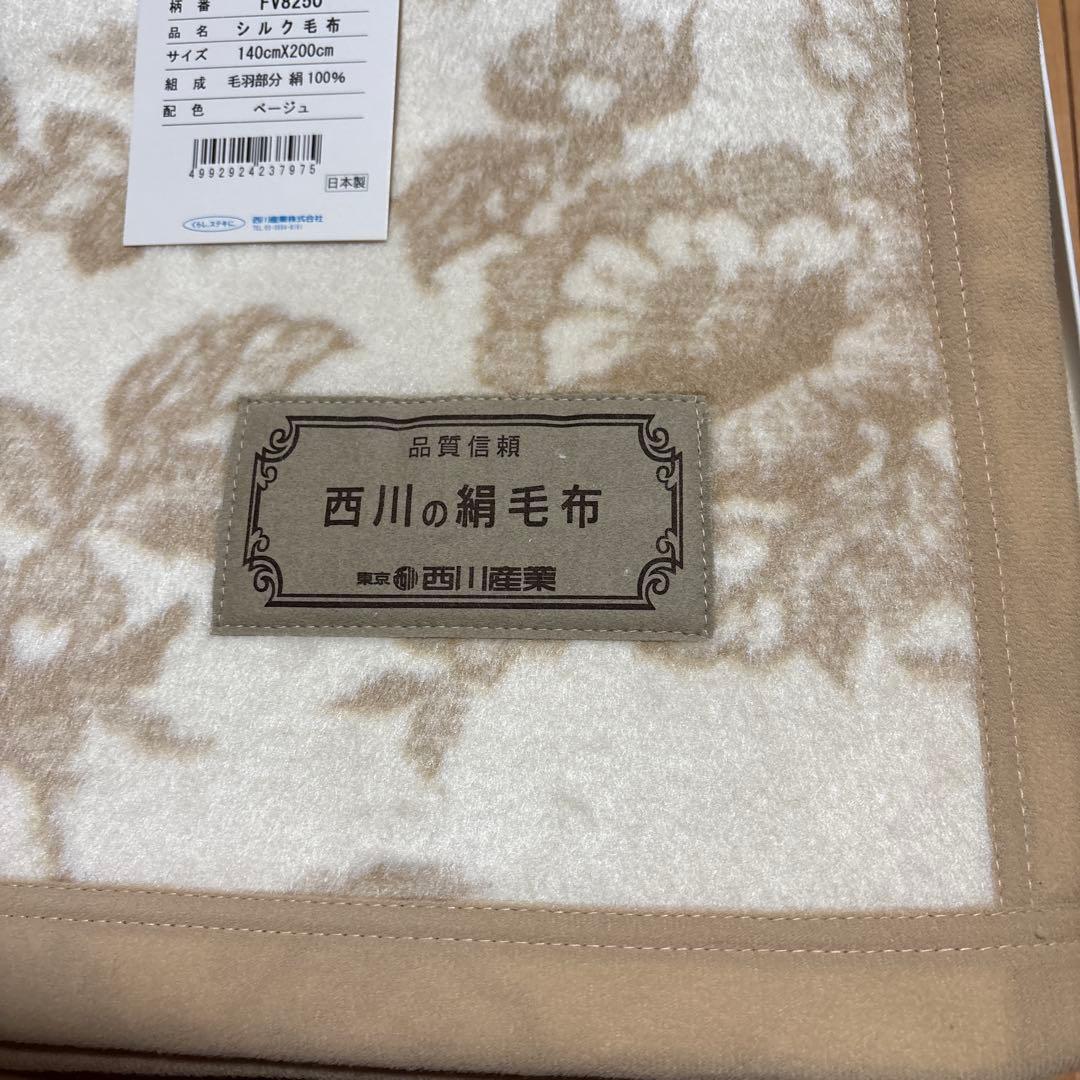 柄 番 FV8250
品 名 シルク毛布
サイズ 140cmX200cm
組 成 毛羽部分 絹100%
配 色 ベージュ
4992924237975
日本製
くらし、ステキに。
西川産業株式会社
品質信頼
西川の絹毛布
東京 西川産業